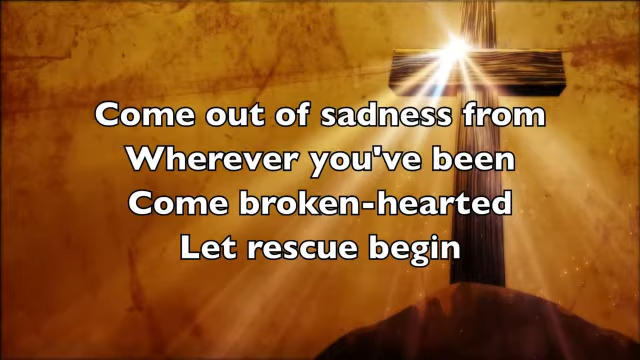 Come out of sadness from
Wherever you've been
Come broken-hearted
Let rescue begin